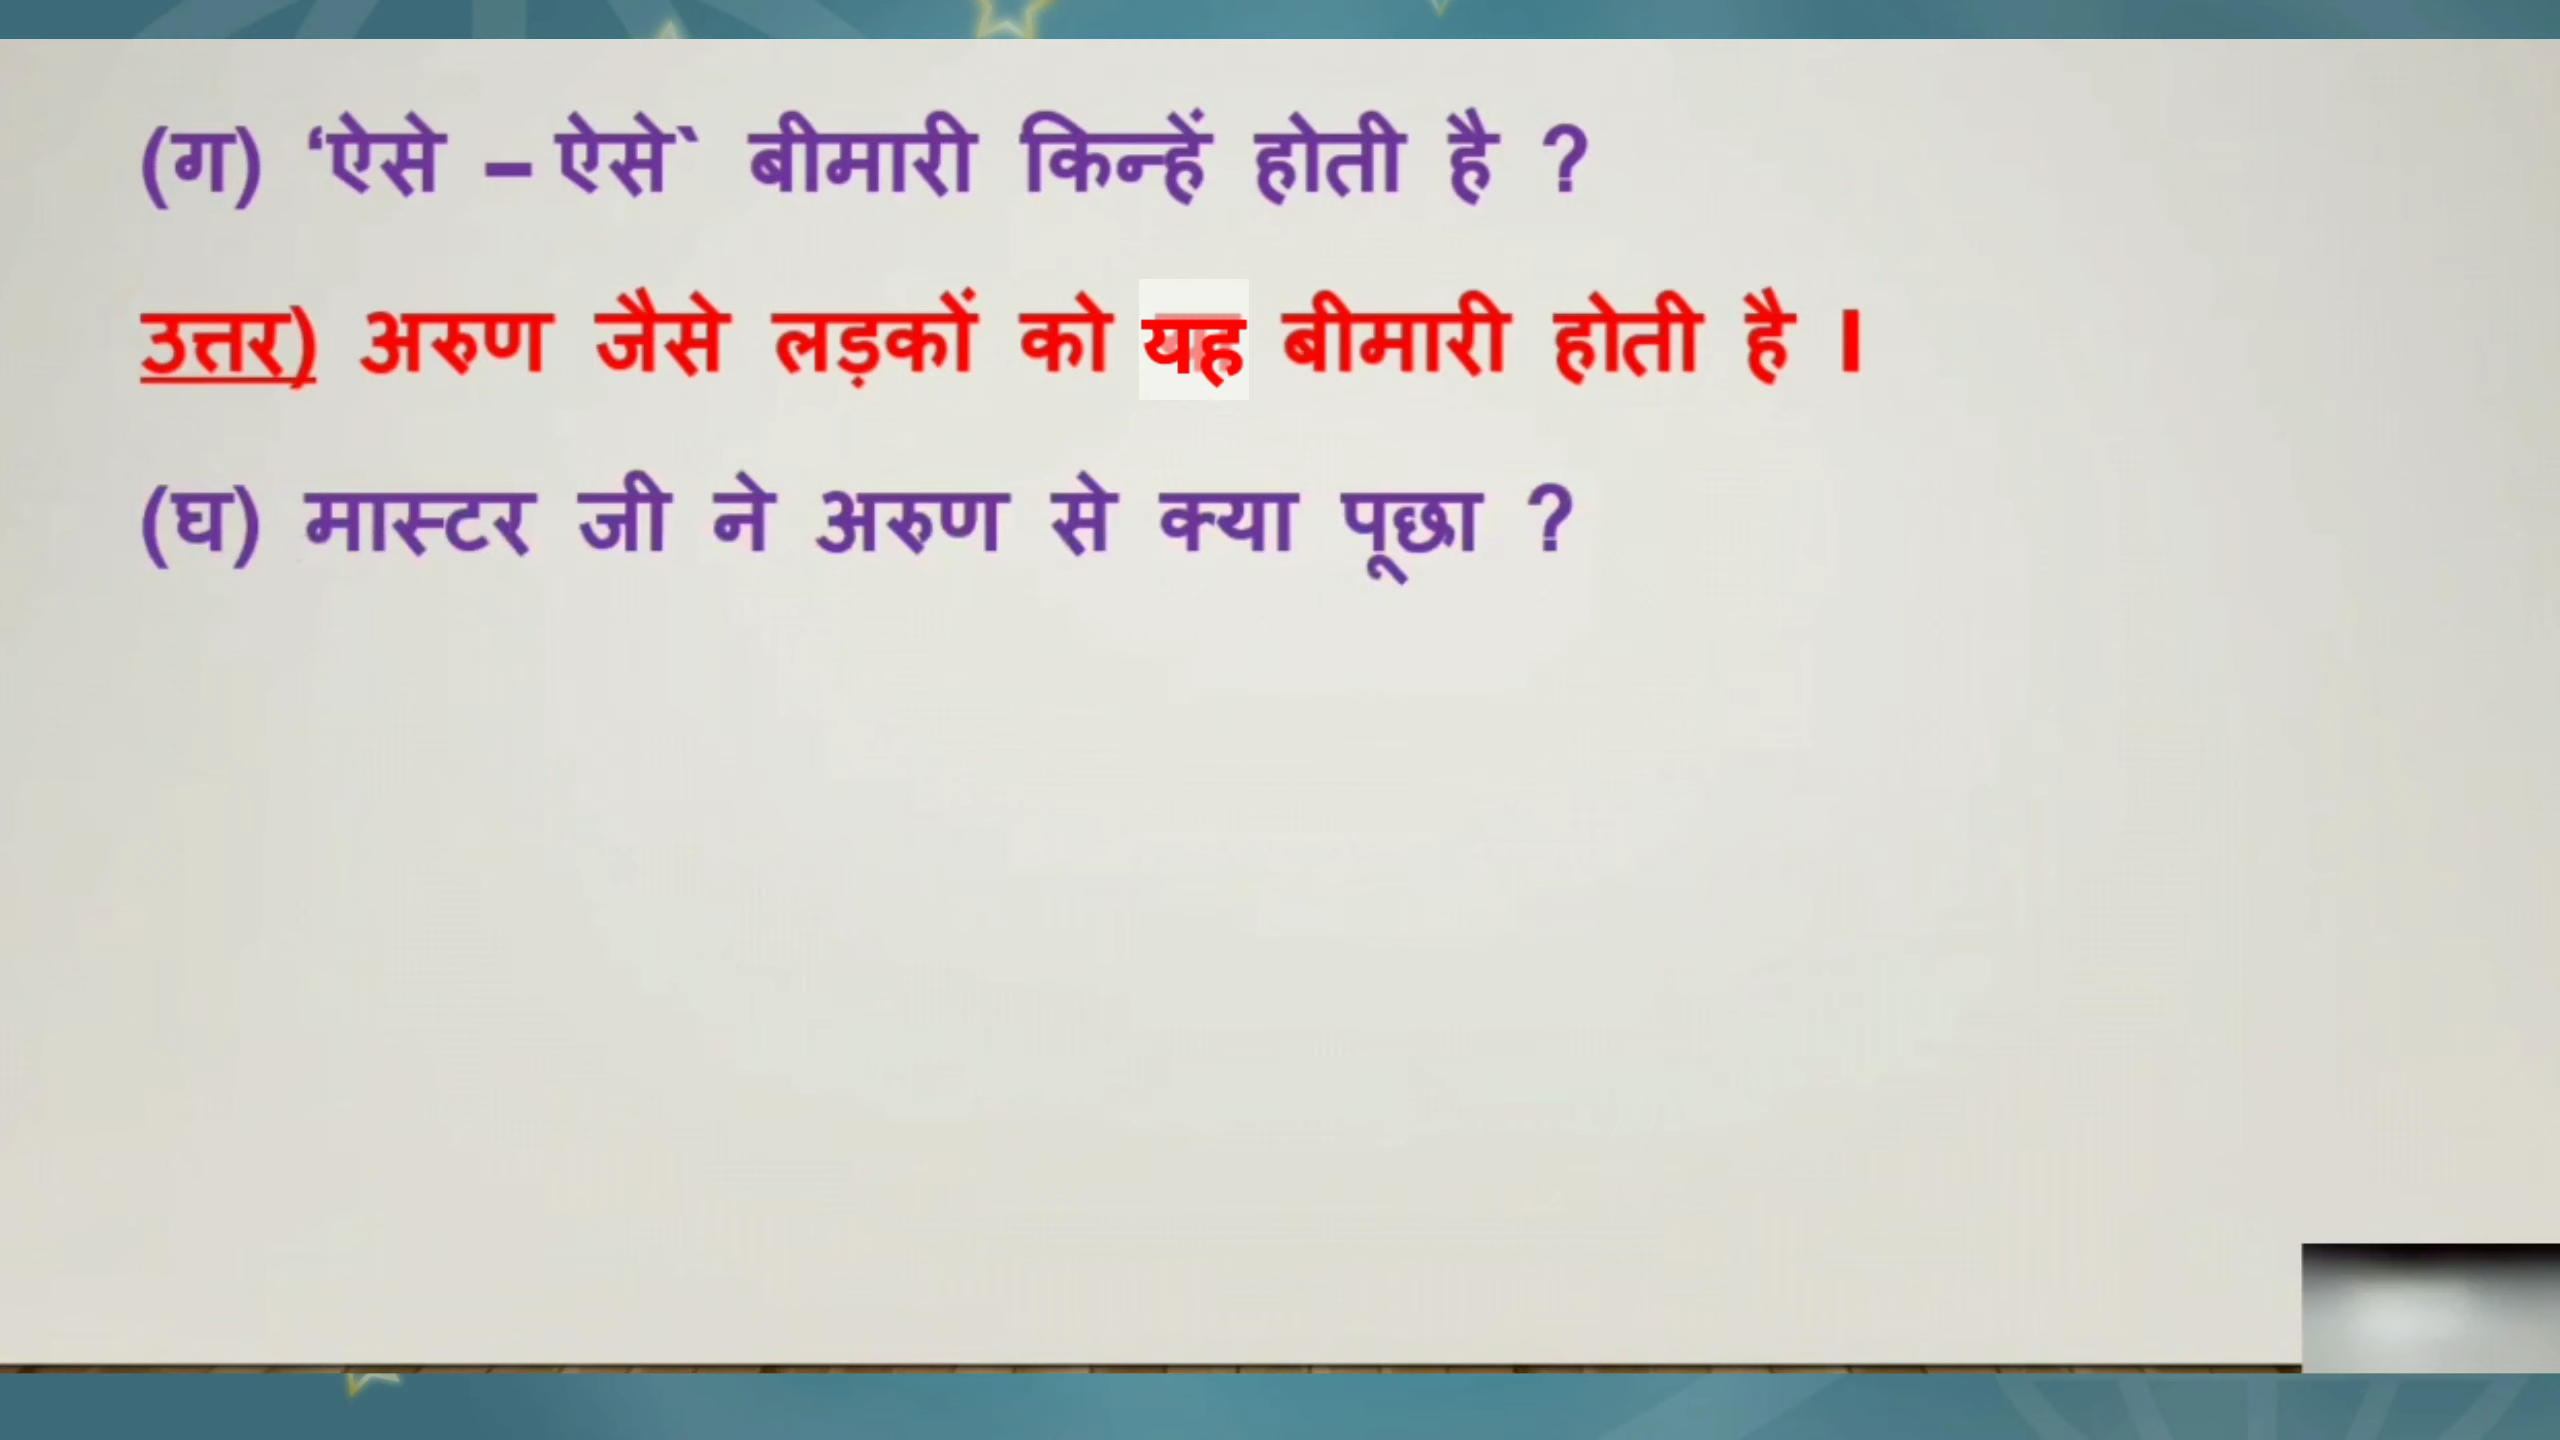 (ग) ‘ऐसे – ऐसे` बीमारी किन्हें होती है ?
उत्तर) अरुण जैसे लड़कों को यह बीमारी होती है ।
(घ) मास्टर जी ने अरुण से क्या पूछा ?